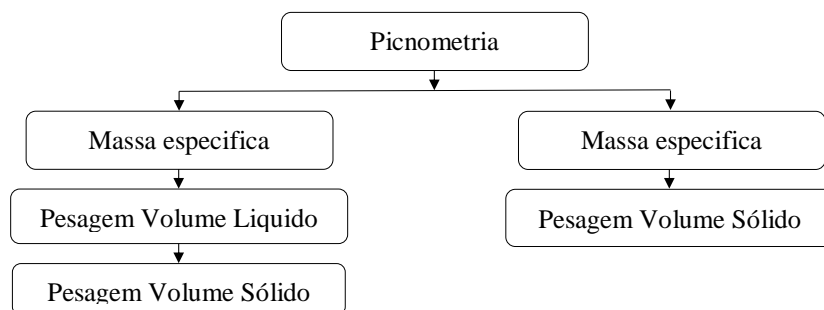 Picnometria
Massa especifica
Massa especifica
Pesagem Volume Liquido
Pesagem Volume Sólido
Pesagem Volume Sólido